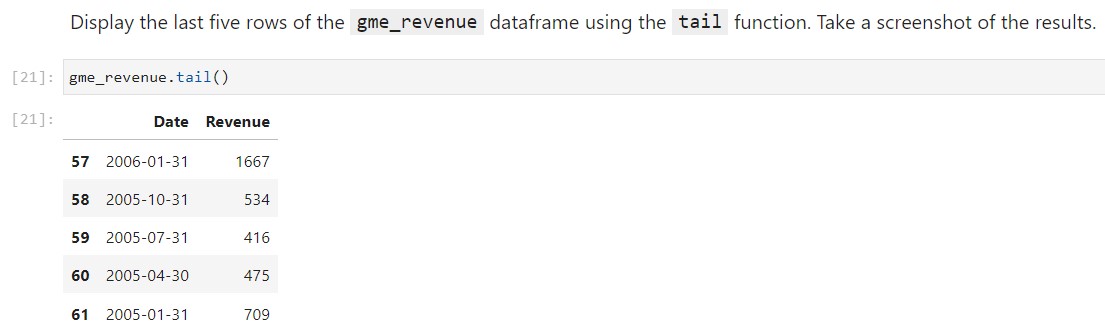 Display the last five rows of the gme_revenue dataframe using the tail function. Take a screenshot of the results.
[21]: gme_revenue.tail()
[21]:
Date Revenue
57 2006-01-31 1667
58 2005-10-31 534
59 2005-07-31 416
60 2005-04-30 475
61 2005-01-31 709